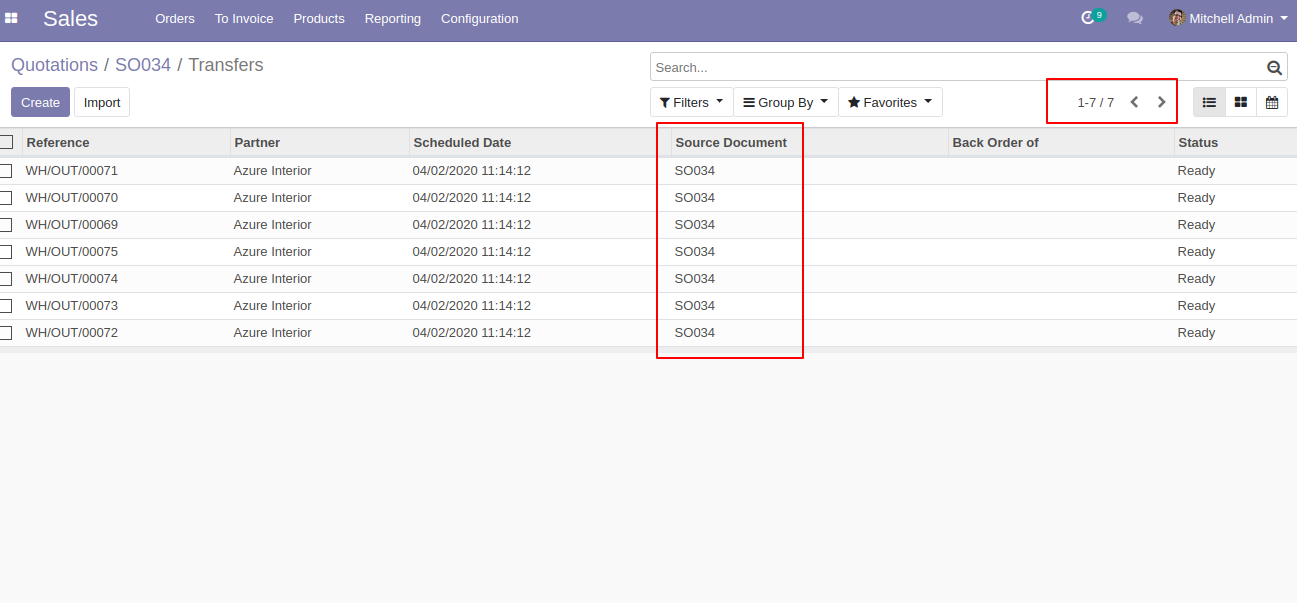 Sales Orders To Invoice Products Reporting Configuration 9 Mitchell Admin
Quotations / SO034 / Transfers Search...
Create Import Filters Group By Favorites 1-7 / 7
Reference Partner Scheduled Date Source Document Back Order of Status
WH/OUT/00071 Azure Interior 04/02/2020 11:14:12 SO034 Ready
WH/OUT/00070 Azure Interior 04/02/2020 11:14:12 SO034 Ready
WH/OUT/00069 Azure Interior 04/02/2020 11:14:12 SO034 Ready
WH/OUT/00075 Azure Interior 04/02/2020 11:14:12 SO034 Ready
WH/OUT/00074 Azure Interior 04/02/2020 11:14:12 SO034 Ready
WH/OUT/00073 Azure Interior 04/02/2020 11:14:12 SO034 Ready
WH/OUT/00072 Azure Interior 04/02/2020 11:14:12 SO034 Ready